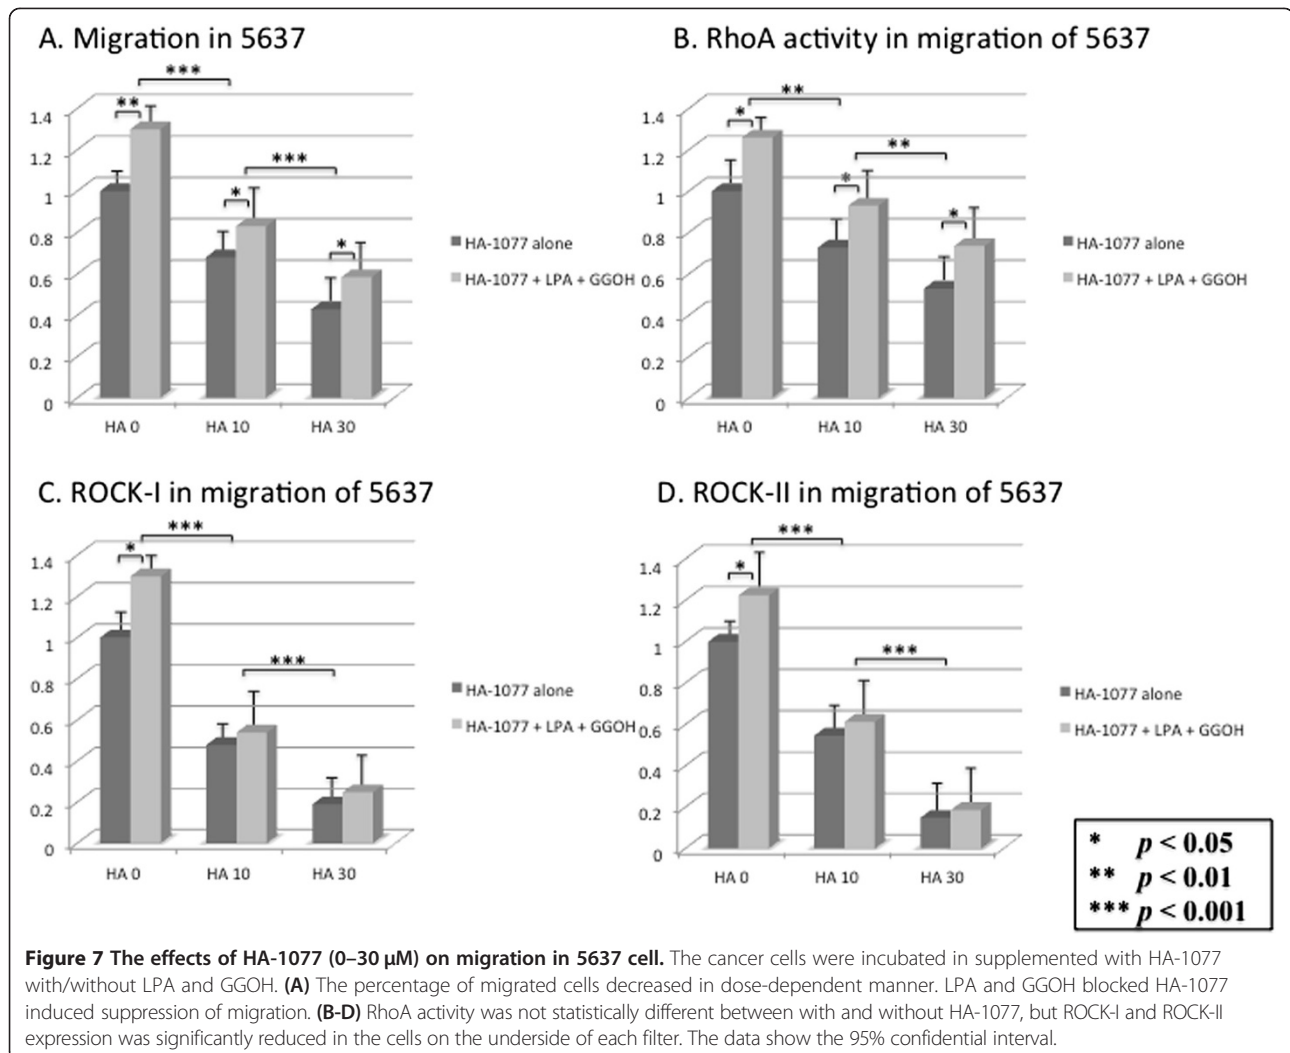 A. Migration in 5637
***
**
***
*
*
1.4
1.2
1
0.8
0.6
0.4
0.2
0
HA 0 HA 10 HA 30
HA-1077 alone
HA-1077 + LPA + GGOH
B. RhoA activity in migration of 5637
**
*
**
*
*
1.4
1.2
1
0.8
0.6
0.4
0.2
0
HA 0 HA 10 HA 30
HA-1077 alone
HA-1077 + LPA + GGOH
C. ROCK-I in migration of 5637
***
*
***
1.4
1.2
1
0.8
0.6
0.4
0.2
0
HA 0 HA 10 HA 30
HA-1077 alone
HA-1077 + LPA + GGOH
D. ROCK-II in migration of 5637
***
*
***
1.4
1.2
1
0.8
0.6
0.4
0.2
0
HA 0 HA 10 HA 30
HA-1077 alone
HA-1077 + LPA + GGOH
* p < 0.05
** p < 0.01
*** p < 0.001
Figure 7 The effects of HA-1077 (0–30 μM) on migration in 5637 cell. The cancer cells were incubated in supplemented with HA-1077
with/without LPA and GGOH. (A) The percentage of migrated cells decreased in dose-dependent manner. LPA and GGOH blocked HA-1077
induced suppression of migration. (B-D) RhoA activity was not statistically different between with and without HA-1077, but ROCK-I and ROCK-II
expression was significantly reduced in the cells on the underside of each filter. The data show the 95% confidential interval.